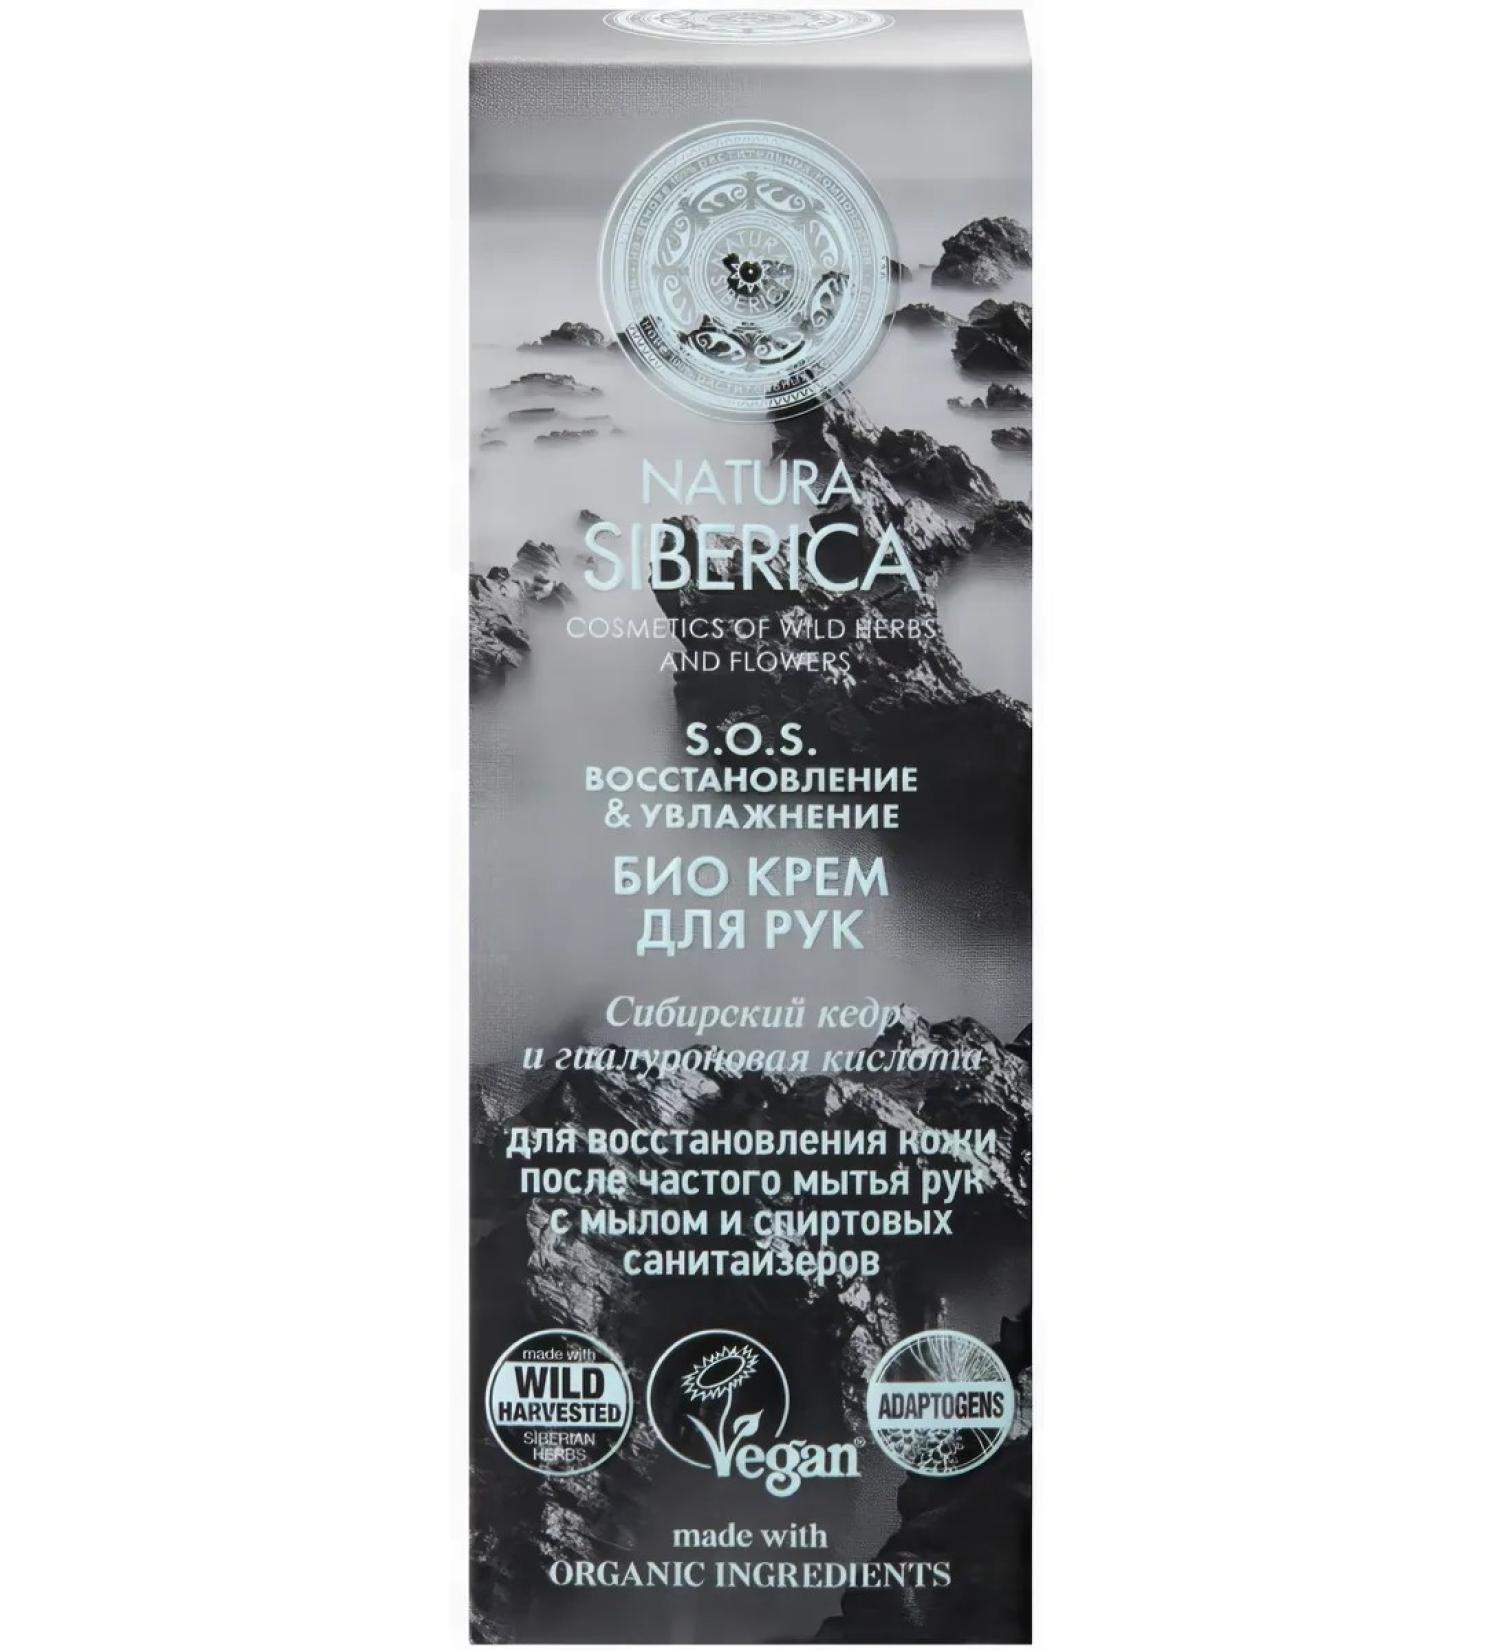 NATURA
SIBERICA
NATURA
SIBERICA
COSMETICS OF WILD HERBS
AND FLOWERS
S.O.S.
ВОССТАНОВЛЕНИЕ
& УВЛАЖНЕНИЕ
БИО КРЕМ
ДЛЯ РУК
Сибирский кедр
и гиалуроновая кислота
для восстановления кожи
после частого мытья рук
с мылом и спиртовых
санитайзеров
made with
WILD
HARVESTED
SIBERIAN
HERBS
Vegan®
ADAPTOGENS
made with
ORGANIC INGREDIENTS